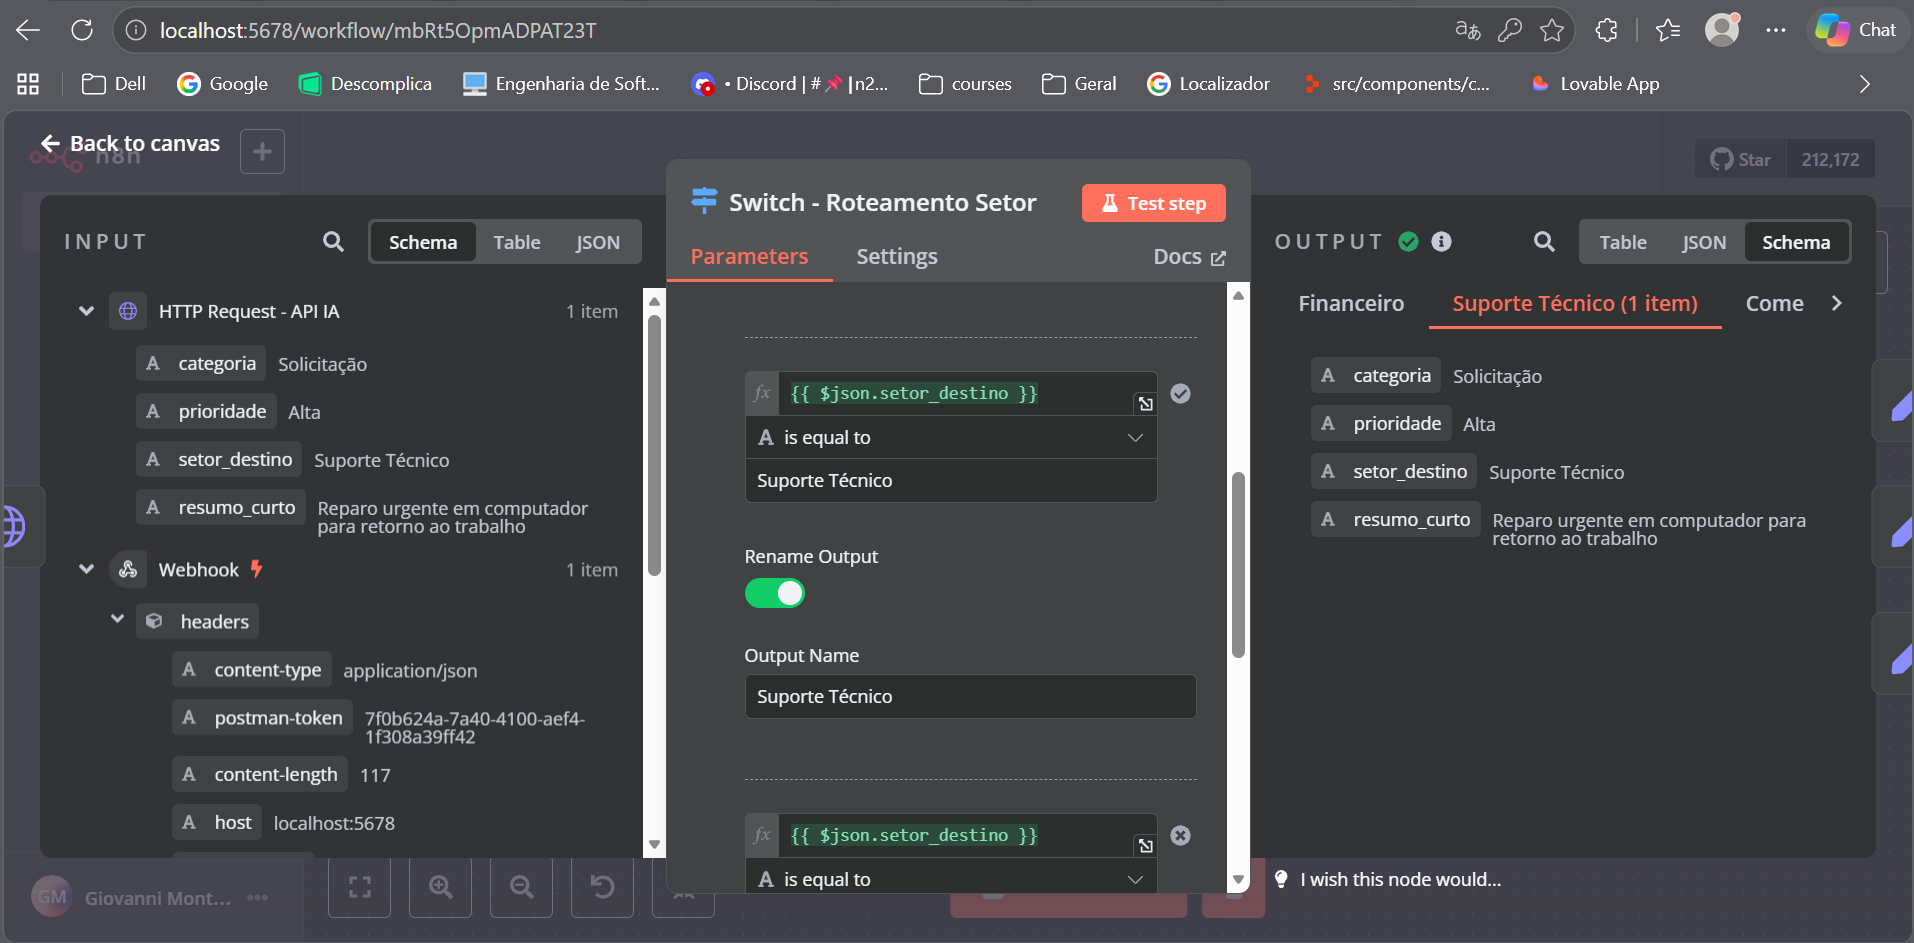 localhost:5678/workflow/mbRt5OpmADPAT23T
Chat
Dell
Google
Descomplica
Engenharia de Soft...
• Discord | #📌 | n2...
courses
Geral
Localizador
src/components/c...
Lovable App
Back to canvas
n8n
Star
212,172
INPUT
Schema
Table
JSON
HTTP Request - API IA
1 item
A categoria Solicitação
A prioridade Alta
A setor_destino Suporte Técnico
A resumo_curto Reparo urgente em computador
para retorno ao trabalho
Webhook
1 item
headers
A content-type application/json
A postman-token 7f0b624a-7a40-4100-aef4-
1f308a39ff42
A content-length 117
A host localhost:5678
GM
Giovanni Mont...
Switch - Roteamento Setor
Test step
Parameters
Settings
Docs
fx {{ $json.setor_destino }}
A is equal to
Suporte Técnico
Rename Output
Output Name
Suporte Técnico
fx {{ $json.setor_destino }}
A is equal to
OUTPUT
Table
JSON
Schema
Financeiro
Suporte Técnico (1 item)
Come
A categoria Solicitação
A prioridade Alta
A setor_destino Suporte Técnico
A resumo_curto Reparo urgente em computador para
retorno ao trabalho
I wish this node would...